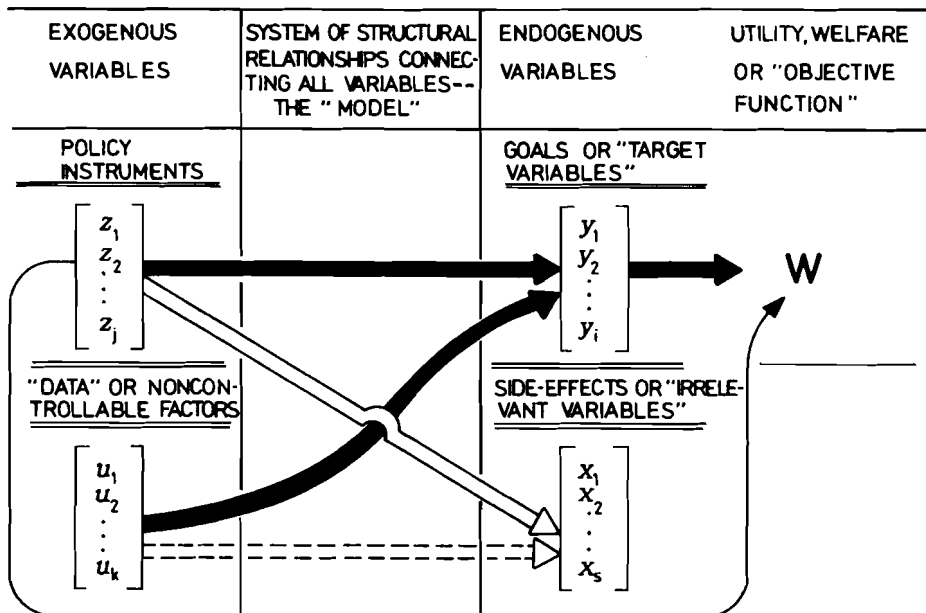 EXOGENOUS
VARIABLES
SYSTEM OF STRUCTURAL
RELATIONSHIPS CONNEC-
TING ALL VARIABLES--
THE "MODEL"
ENDOGENOUS
VARIABLES
UTILITY, WELFARE
OR "OBJECTIVE
FUNCTION"
POLICY
INSTRUMENTS
z₁
z₂
.
.
.
zⱼ
GOALS OR "TARGET
VARIABLES"
y₁
y₂
.
.
.
yᵢ
W
"DATA" OR NONCON-
TROLLABLE FACTORS
u₁
u₂
.
.
.
uₖ
SIDE-EFFECTS OR "IRRELE-
VANT VARIABLES"
x₁
x₂
.
.
.
xₛ